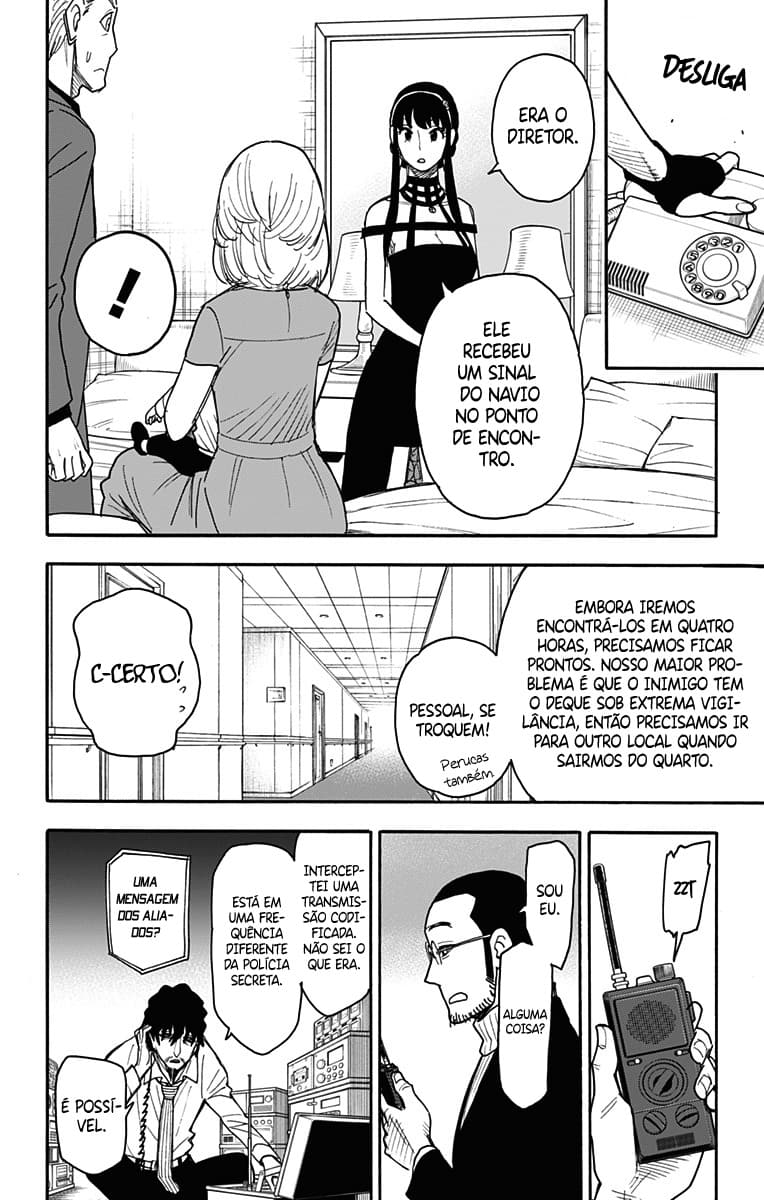 DESLIGA
ERA O
DIRETOR.
ELE
RECEBEU
UM SINAL
DO NAVIO
NO PONTO
DE ENCON-
TRO.
!
EMBORA IREMOS
ENCONTRÁ-LOS EM QUATRO
HORAS, PRECISAMOS FICAR
PRONTOS. NOSSO MAIOR PRO-
BLEMA É QUE O INIMIGO TEM
O DEQUE SOB EXTREMA VIGI-
LÂNCIA, ENTÃO PRECISAMOS IR
PARA OUTRO LOCAL QUANDO
SAIRMOS DO QUARTO.
PESSOAL, SE
TROQUEM!
Perucas
também
C-CERTO!
ZZT
SOU
EU.
ALGUMA
COISA?
INTERCEP-
TEI UMA
TRANSMIS-
SÃO CODI-
FICADA.
NÃO SEI O
QUE ERA.
ESTÁ EM
UMA FRE-
QUÊNCIA
DIFERENTE
DA POLÍCIA
SECRETA.
UMA
MENSAGEM
DOS ALIA-
DOS?
É POSSÍ-
VEL.